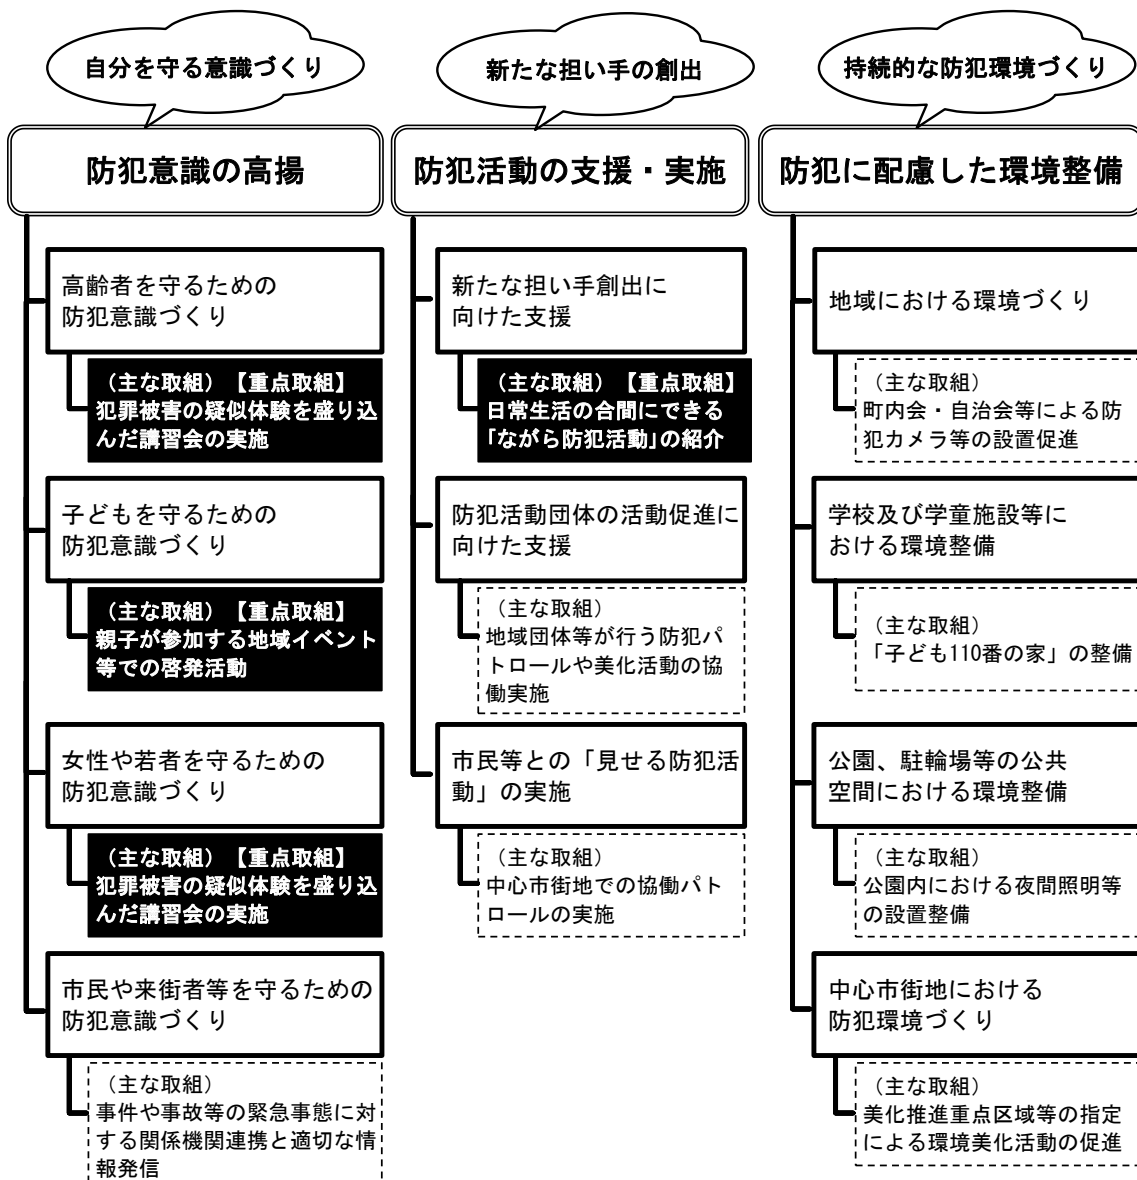 自分を守る意識づくり
防犯意識の高揚
高齢者を守るための
防犯意識づくり
（主な取組）【重点取組】
犯罪被害の疑似体験を盛り込
んだ講習会の実施
子どもを守るための
防犯意識づくり
（主な取組）【重点取組】
親子が参加する地域イベント
等での啓発活動
女性や若者を守るための
防犯意識づくり
（主な取組）【重点取組】
犯罪被害の疑似体験を盛り込
んだ講習会の実施
市民や来街者等を守るための
防犯意識づくり
（主な取組）
事件や事故等の緊急事態に対
する関係機関連携と適切な情
報発信
新たな担い手の創出
防犯活動の支援・実施
新たな担い手創出に
向けた支援
（主な取組）【重点取組】
日常生活の合間にできる
「ながら防犯活動」の紹介
防犯活動団体の活動促進に
向けた支援
（主な取組）
地域団体等が行う防犯パ
トロールや美化活動の協
働実施
市民等との「見せる防犯活
動」の実施
（主な取組）
中心市街地での協働パト
ロールの実施
持続的な防犯環境づくり
防犯に配慮した環境整備
地域における環境づくり
（主な取組）
町内会・自治会等による防
犯カメラ等の設置促進
学校及び学童施設等に
おける環境整備
（主な取組）
「子ども110番の家」の整備
公園、駐輪場等の公共
空間における環境整備
（主な取組）
公園内における夜間照明等
の設置整備
中心市街地における
防犯環境づくり
（主な取組）
美化推進重点区域等の指定
による環境美化活動の促進